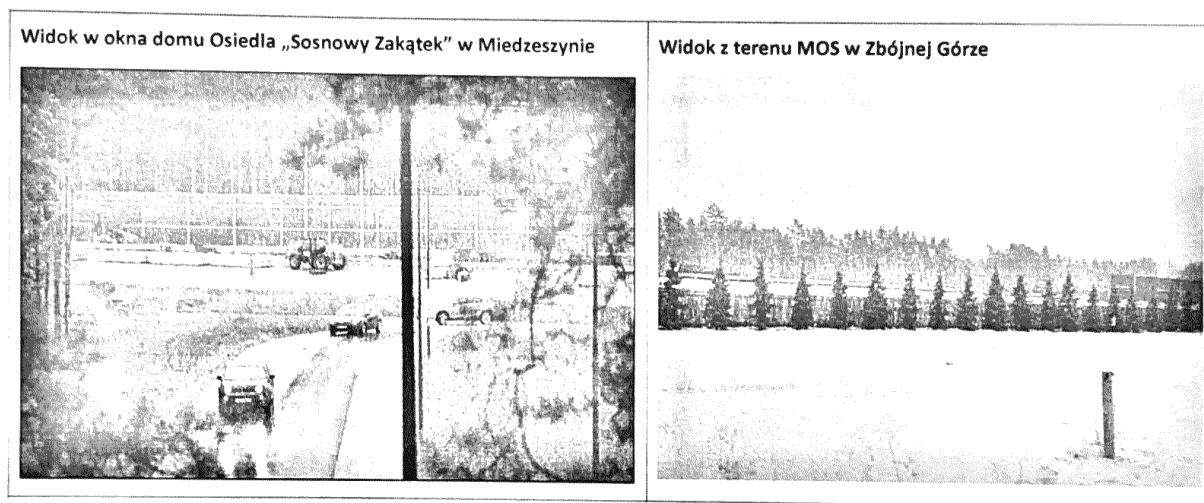 Widok w okna domu Osiedla „Sosnowy Zakątek” w Miedzeszynie
Widok z terenu MOS w Zbójnej Górze